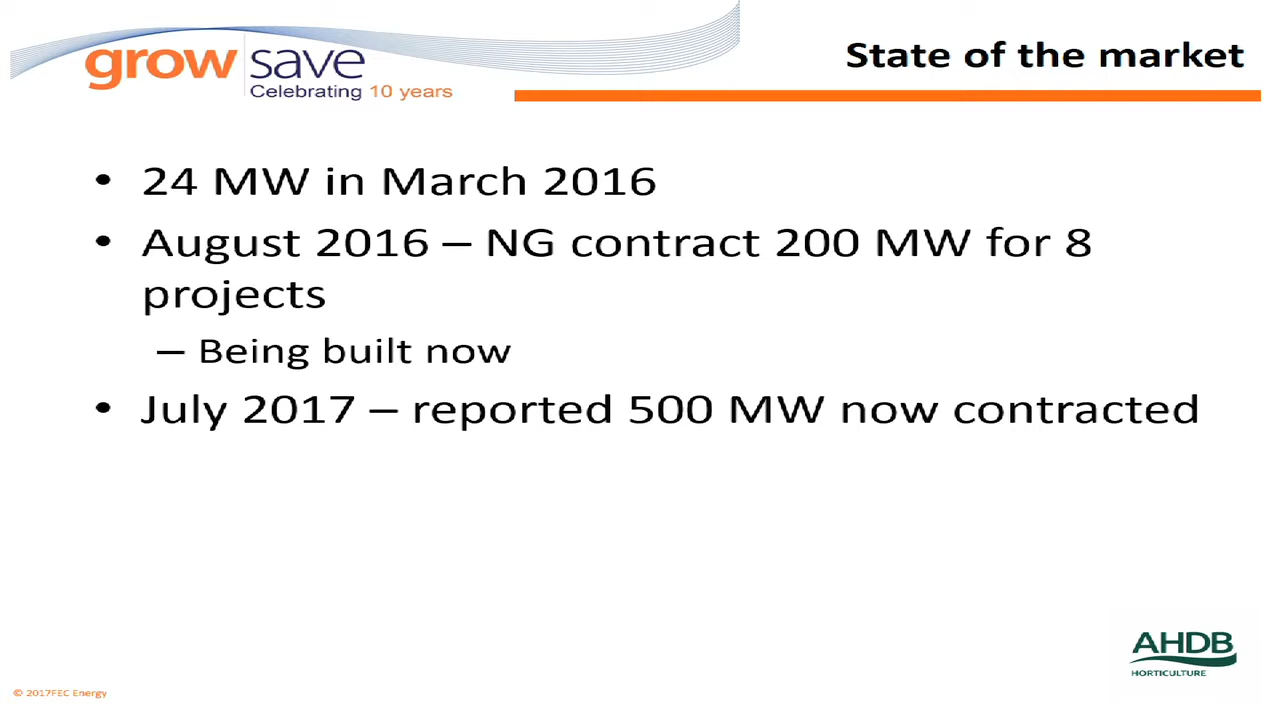 grow save
Celebrating 10 years
State of the market
• 24 MW in March 2016
• August 2016 – NG contract 200 MW for 8
projects
– Being built now
• July 2017 – reported 500 MW now contracted
AHDB
HORTICULTURE
© 2017FEC Energy